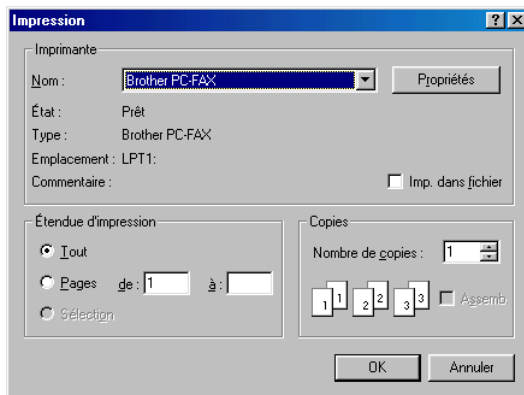 Impression
Imprimante
Nom : Brother PC-FAX Propriétés
État : Prêt
Type : Brother PC-FAX
Emplacement : LPT1:
Commentaire : Imp. dans fichier
Étendue d'impression
Tout
Pages de : 1 à :
Sélection
Copies
Nombre de copies : 1
1 1 2 2 3 3 Assemb.
OK Annuler